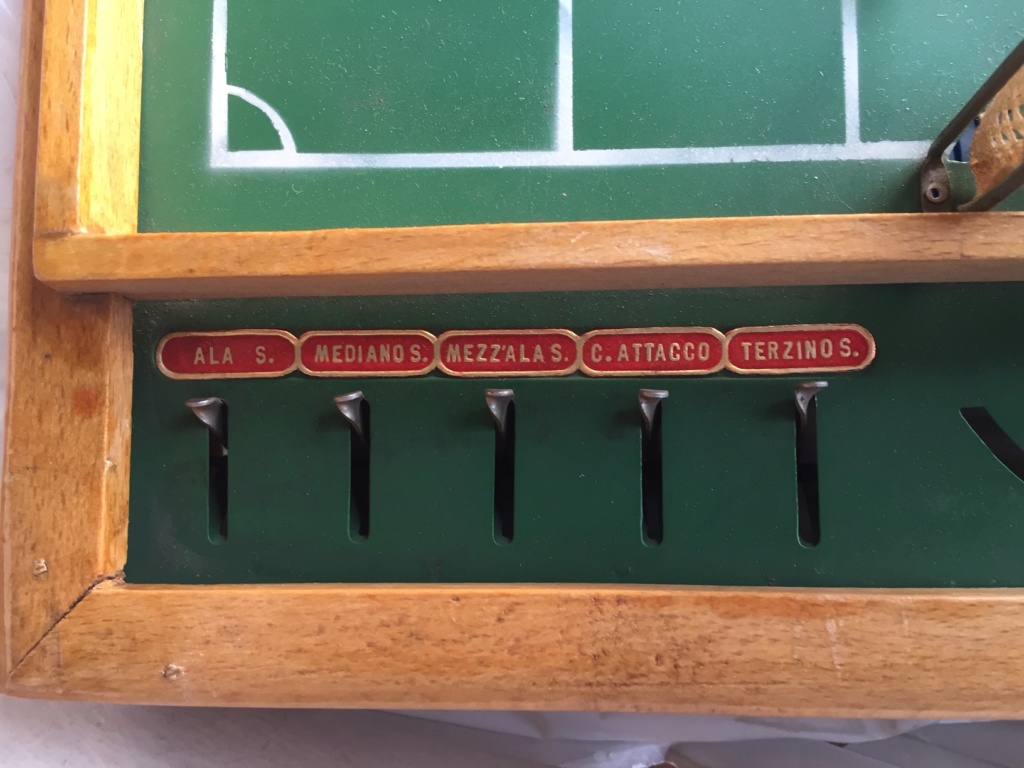 ALA S. MEDIANO S. MEZZ'ALA S. C. ATTACCO TERZINO S.